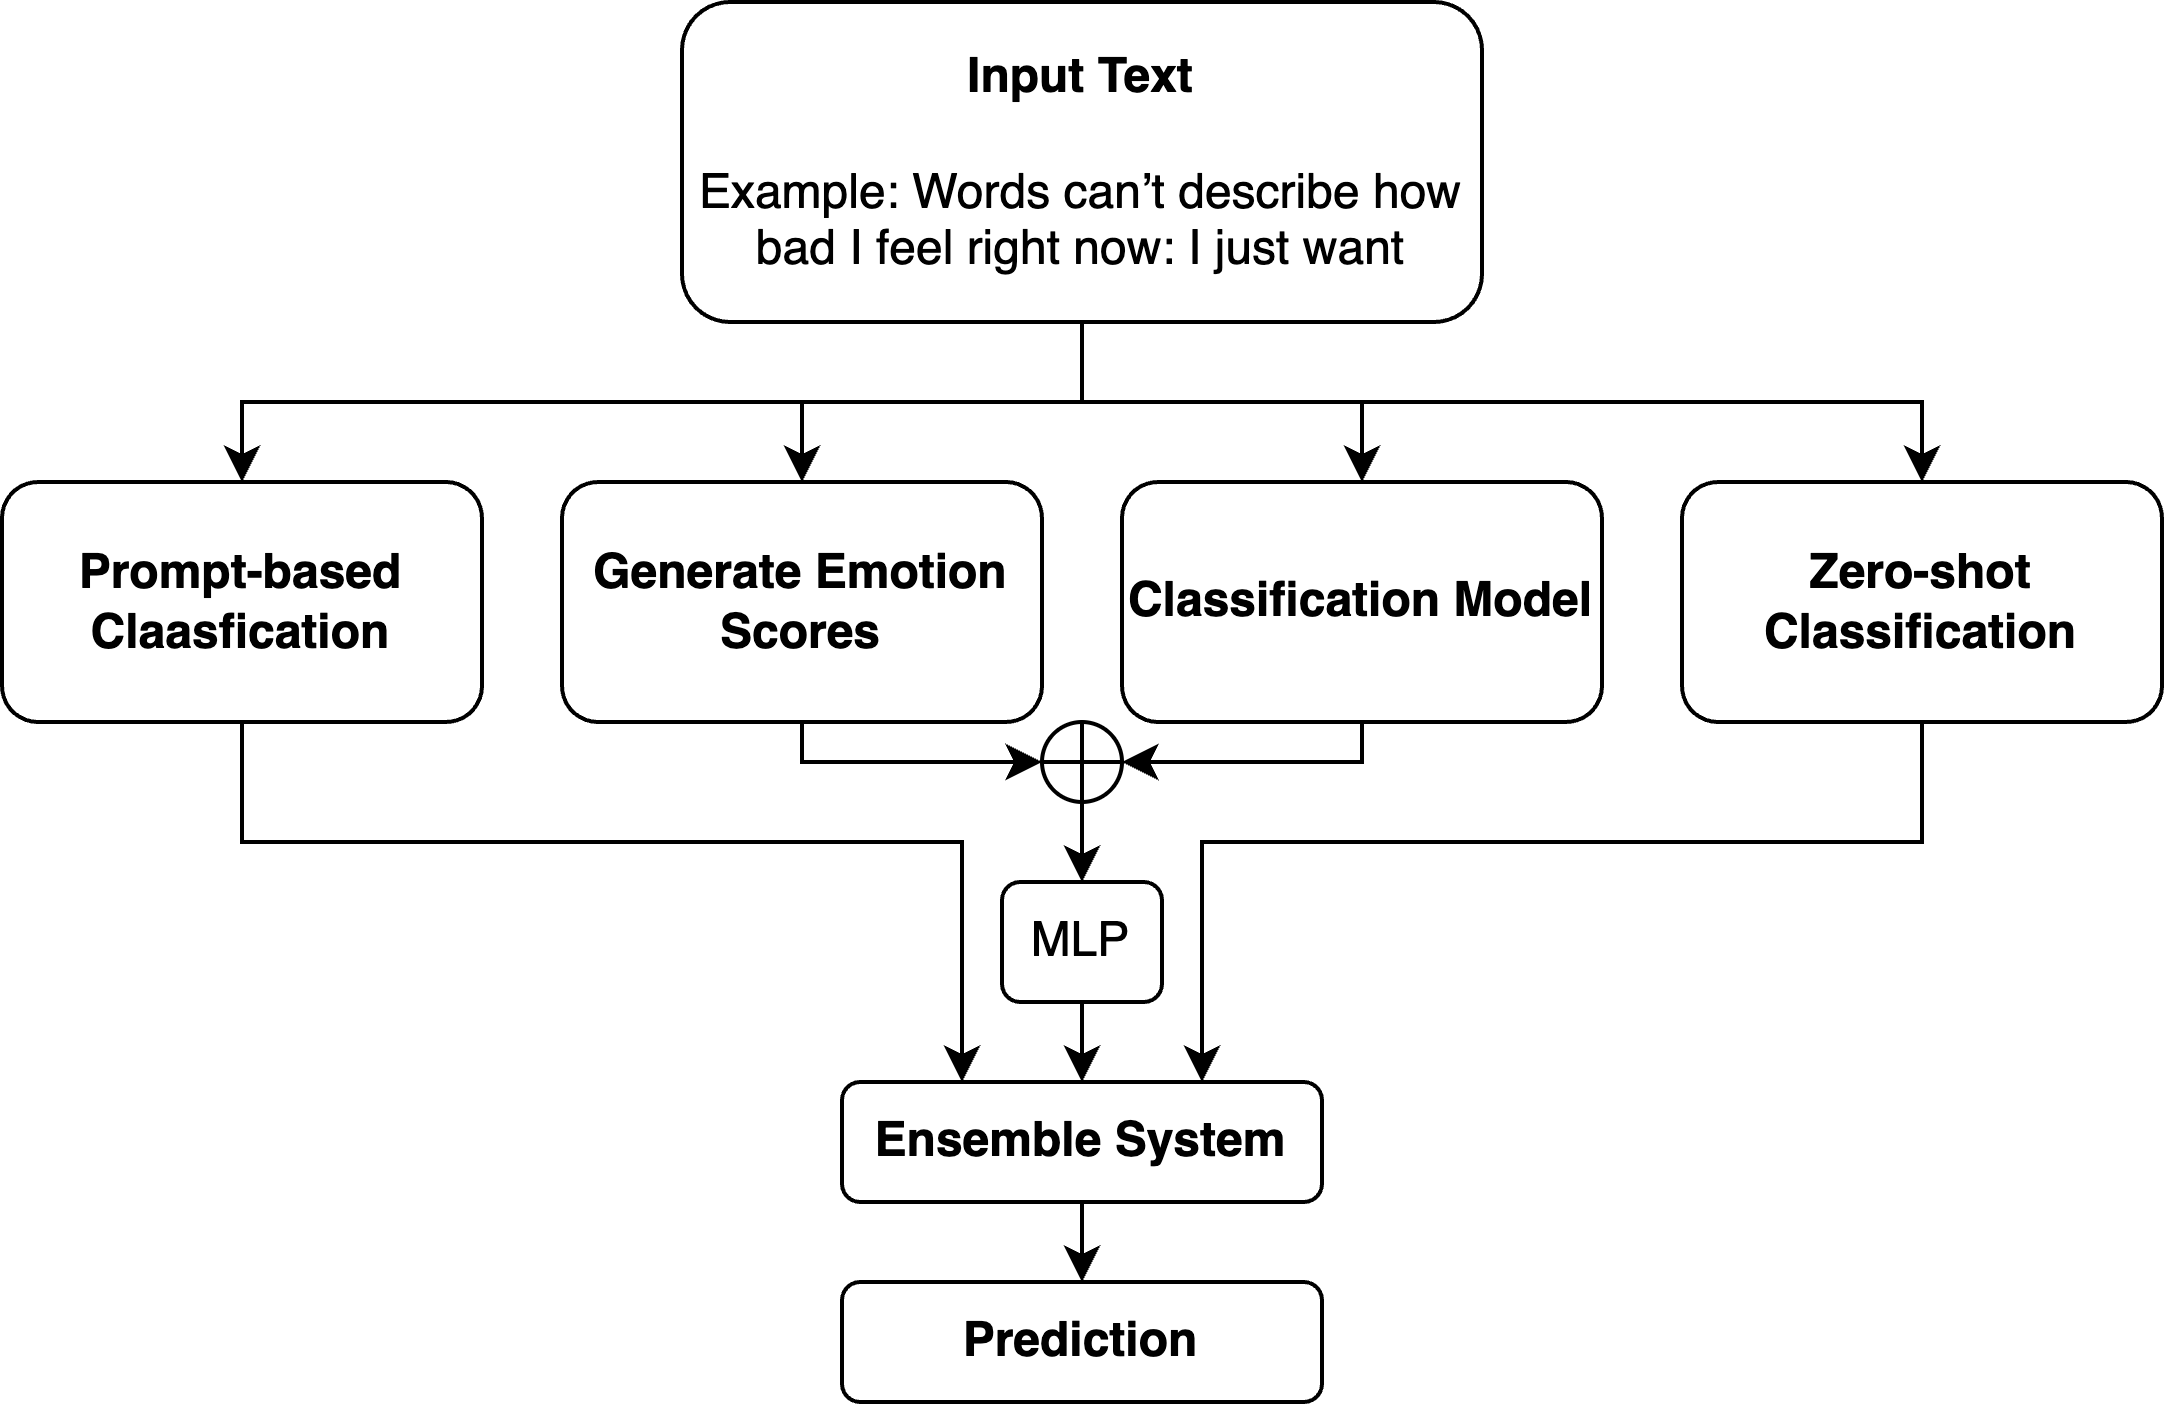 Input Text
Example: Words can’t describe how
bad I feel right now: I just want
Prompt-based
Claasfication
Generate Emotion
Scores
Classification Model
Zero-shot
Classification
MLP
Ensemble System
Prediction